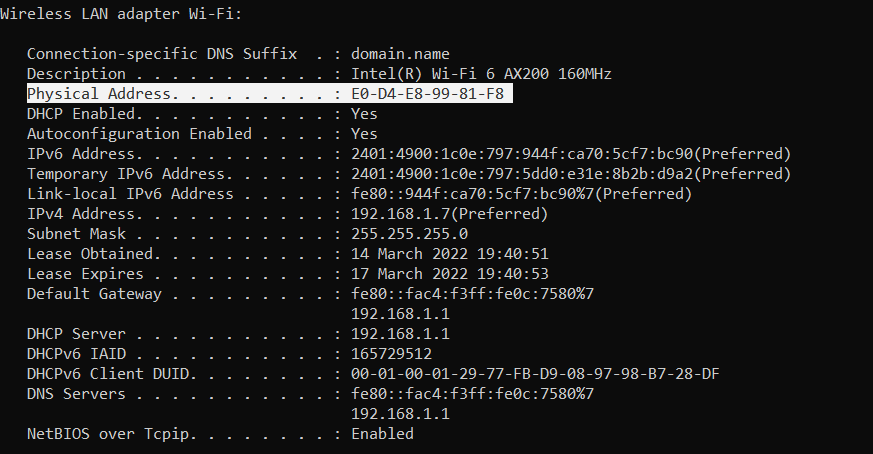 Wireless LAN adapter Wi-Fi:
Connection-specific DNS Suffix  . : domain.name
Description . . . . . . . . . . . : Intel(R) Wi-Fi 6 AX200 160MHz
Physical Address. . . . . . . . . : E0-D4-E8-99-81-F8
DHCP Enabled. . . . . . . . . . . : Yes
Autoconfiguration Enabled . . . . : Yes
IPv6 Address. . . . . . . . . . . : 2401:4900:1c0e:797:944f:ca70:5cf7:bc90(Preferred)
Temporary IPv6 Address. . . . . . : 2401:4900:1c0e:797:5dd0:e31e:8b2b:d9a2(Preferred)
Link-local IPv6 Address . . . . . : fe80::944f:ca70:5cf7:bc90%7(Preferred)
IPv4 Address. . . . . . . . . . . : 192.168.1.7(Preferred)
Subnet Mask . . . . . . . . . . . : 255.255.255.0
Lease Obtained. . . . . . . . . . : 14 March 2022 19:40:51
Lease Expires . . . . . . . . . . : 17 March 2022 19:40:53
Default Gateway . . . . . . . . . : fe80::fac4:f3ff:fe0c:7580%7
192.168.1.1
DHCP Server . . . . . . . . . . . : 192.168.1.1
DHCPv6 IAID . . . . . . . . . . . : 165729512
DHCPv6 Client DUID. . . . . . . . : 00-01-00-01-29-77-FB-D9-08-97-98-B7-28-DF
DNS Servers . . . . . . . . . . . : fe80::fac4:f3ff:fe0c:7580%7
192.168.1.1
NetBIOS over Tcpip. . . . . . . . : Enabled